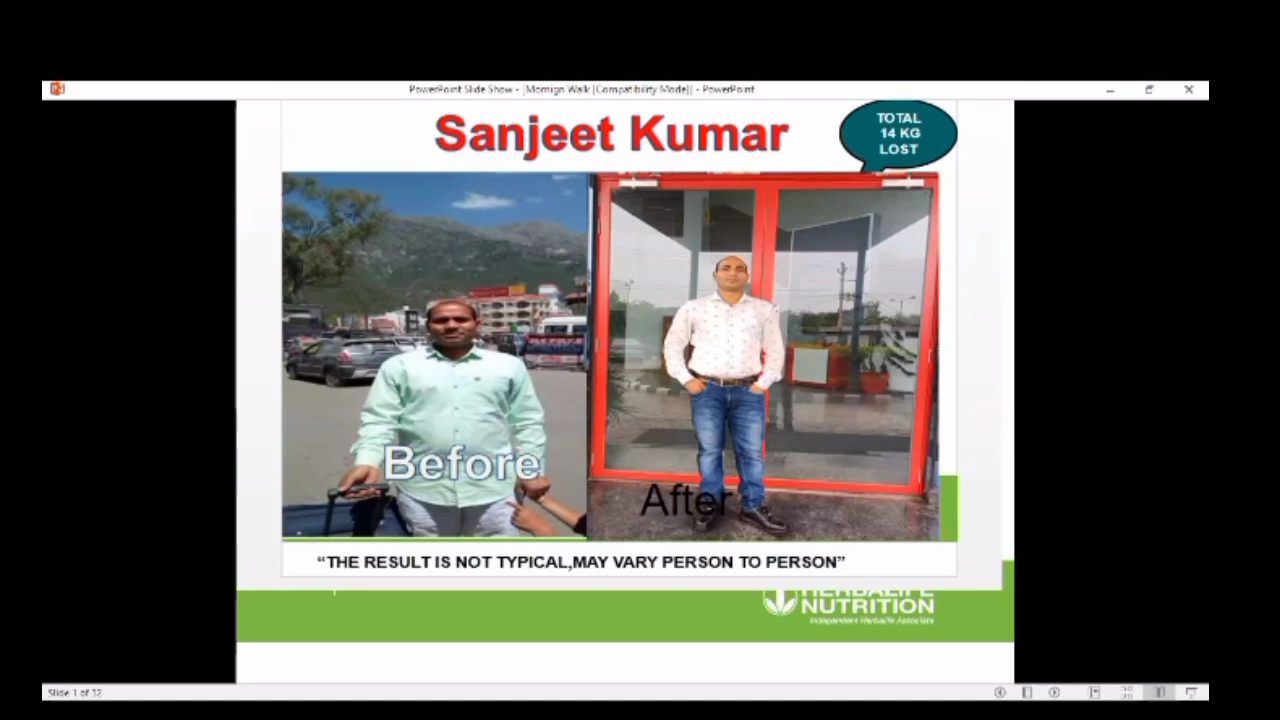 PowerPoint Slide Show - [Mornign Walk [Compatibility Mode]] - PowerPoint
Sanjeet Kumar
TOTAL
14 KG
LOST
Before
After
“THE RESULT IS NOT TYPICAL,MAY VARY PERSON TO PERSON”
HERBALIFE
NUTRITION
Independent Herbalife Associate
Slide 1 of 32